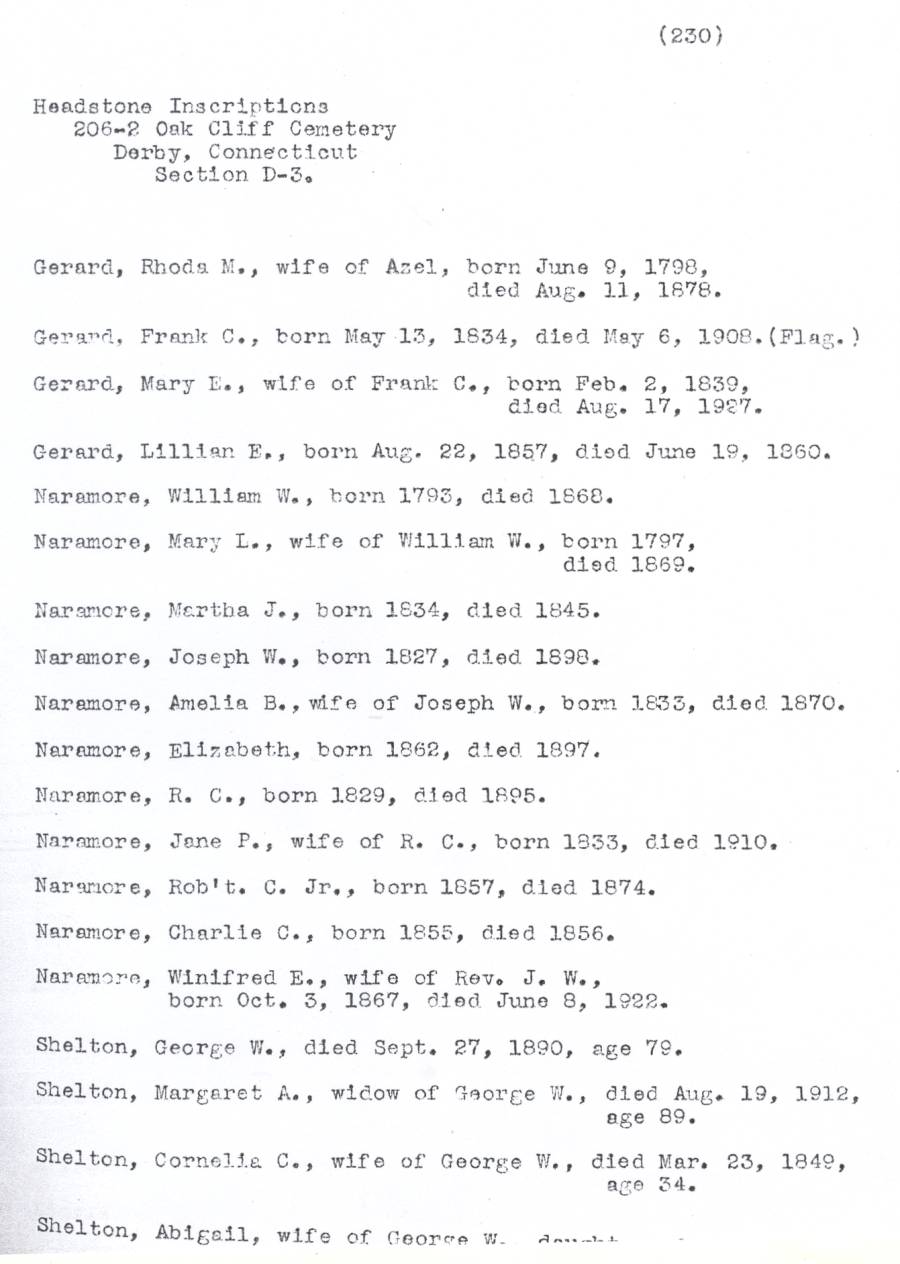 (230)
Headstone Inscriptions
206-2 Oak Cliff Cemetery
Derby, Connecticut
Section D-3.
Gerard, Rhoda M., wife of Azel, born June 9, 1798,
died Aug. 11, 1878.
Gerard, Frank C., born May 13, 1834, died May 6, 1908.(Flag.)
Gerard, Mary E., wife of Frank C., born Feb. 2, 1839,
died Aug. 17, 1927.
Gerard, Lillian E., born Aug. 22, 1857, died June 19, 1860.
Naramore, William W., born 1793, died 1868.
Naramore, Mary L., wife of William W., born 1797,
died 1869.
Naramore, Martha J., born 1834, died 1845.
Naramore, Joseph W., born 1827, died 1898.
Naramore, Amelia B., wife of Joseph W., born 1833, died 1870.
Naramore, Elizabeth, born 1862, died 1897.
Naramore, R. C., born 1829, died 1895.
Naramore, Jane P., wife of R. C., born 1833, died 1910.
Naramore, Rob't. C. Jr., born 1857, died 1874.
Naramore, Charlie C., born 1855, died 1856.
Naramore, Winifred E., wife of Rev. J. W.,
born Oct. 3, 1867, died June 8, 1922.
Shelton, George W., died Sept. 27, 1890, age 79.
Shelton, Margaret A., widow of George W., died Aug. 19, 1912,
age 89.
Shelton, Cornelia C., wife of George W., died Mar. 23, 1849,
age 34.
Shelton, Abigail, wife of George W.